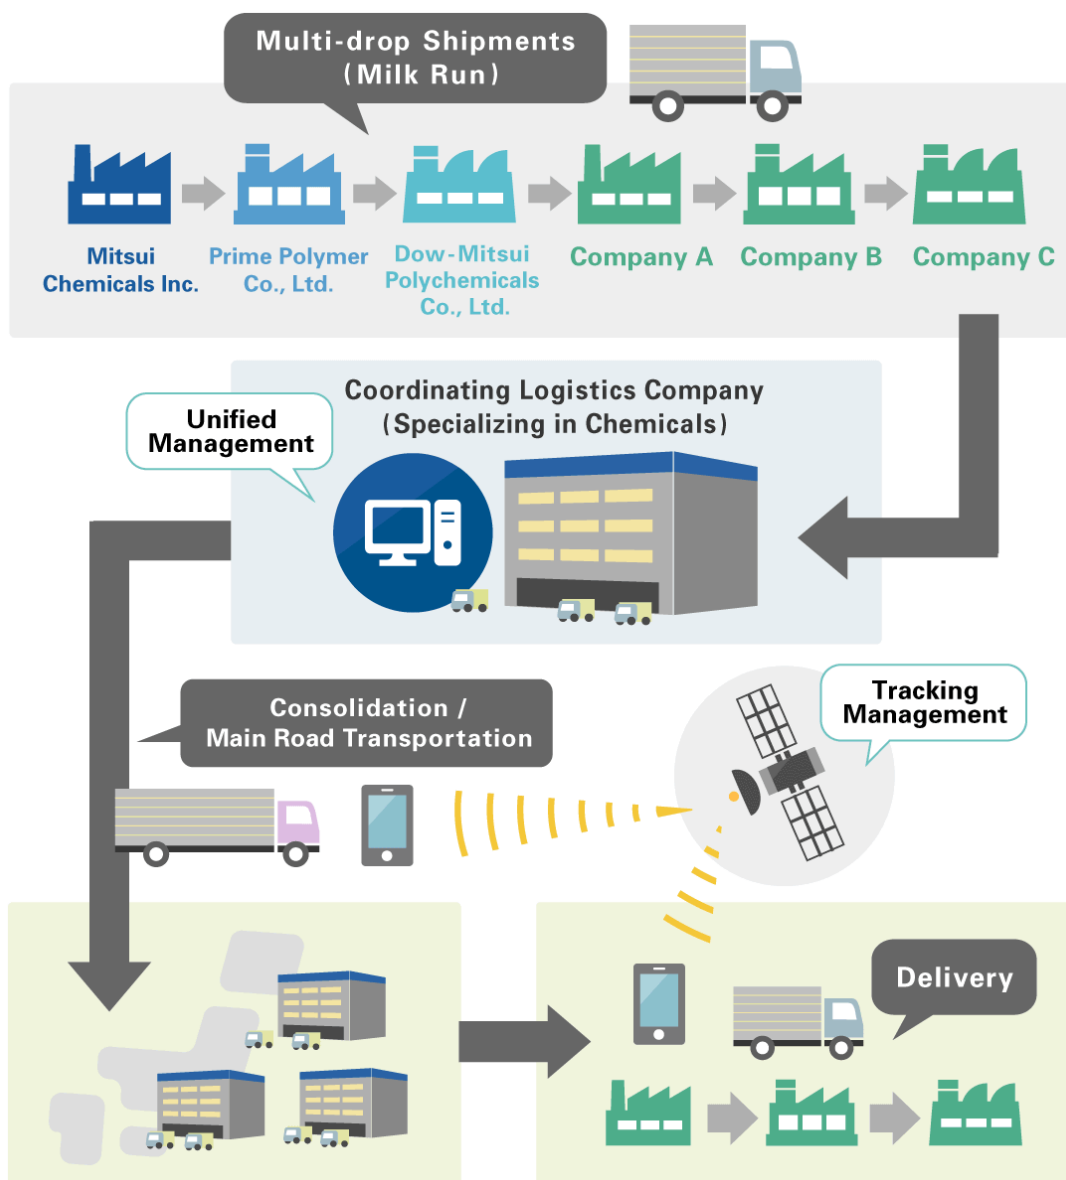 Multi-drop Shipments
(Milk Run)
Mitsui
Chemicals Inc.
Prime Polymer
Co., Ltd.
Dow-Mitsui
Polychemicals
Co., Ltd.
Company A
Company B
Company C
Coordinating Logistics Company
(Specializing in Chemicals)
Unified
Management
Consolidation /
Main Road Transportation
Tracking
Management
Delivery